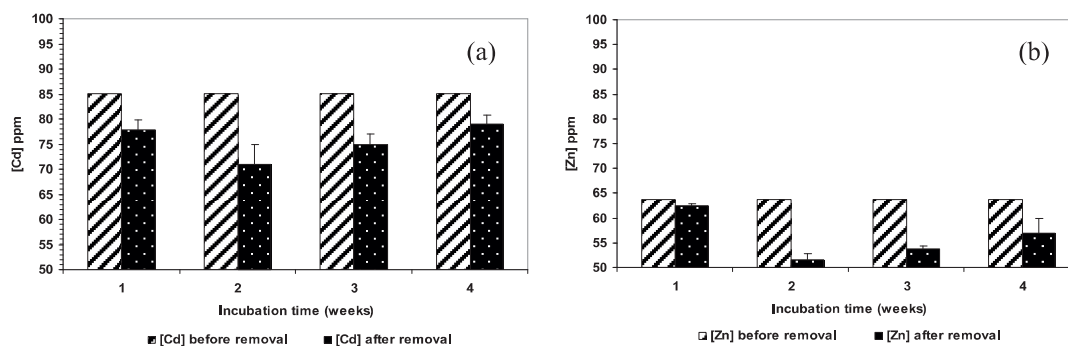 100
95
90
85
80
75
70
65
60
55
50
[Cd] ppm
(a)
1 2 3 4
Incubation time (weeks)
[Cd] before removal [Cd] after removal
100
95
90
85
80
75
70
65
60
55
50
[Zn] ppm
(b)
1 2 3 4
Incubation time (weeks)
[Zn] before removal [Zn] after removal